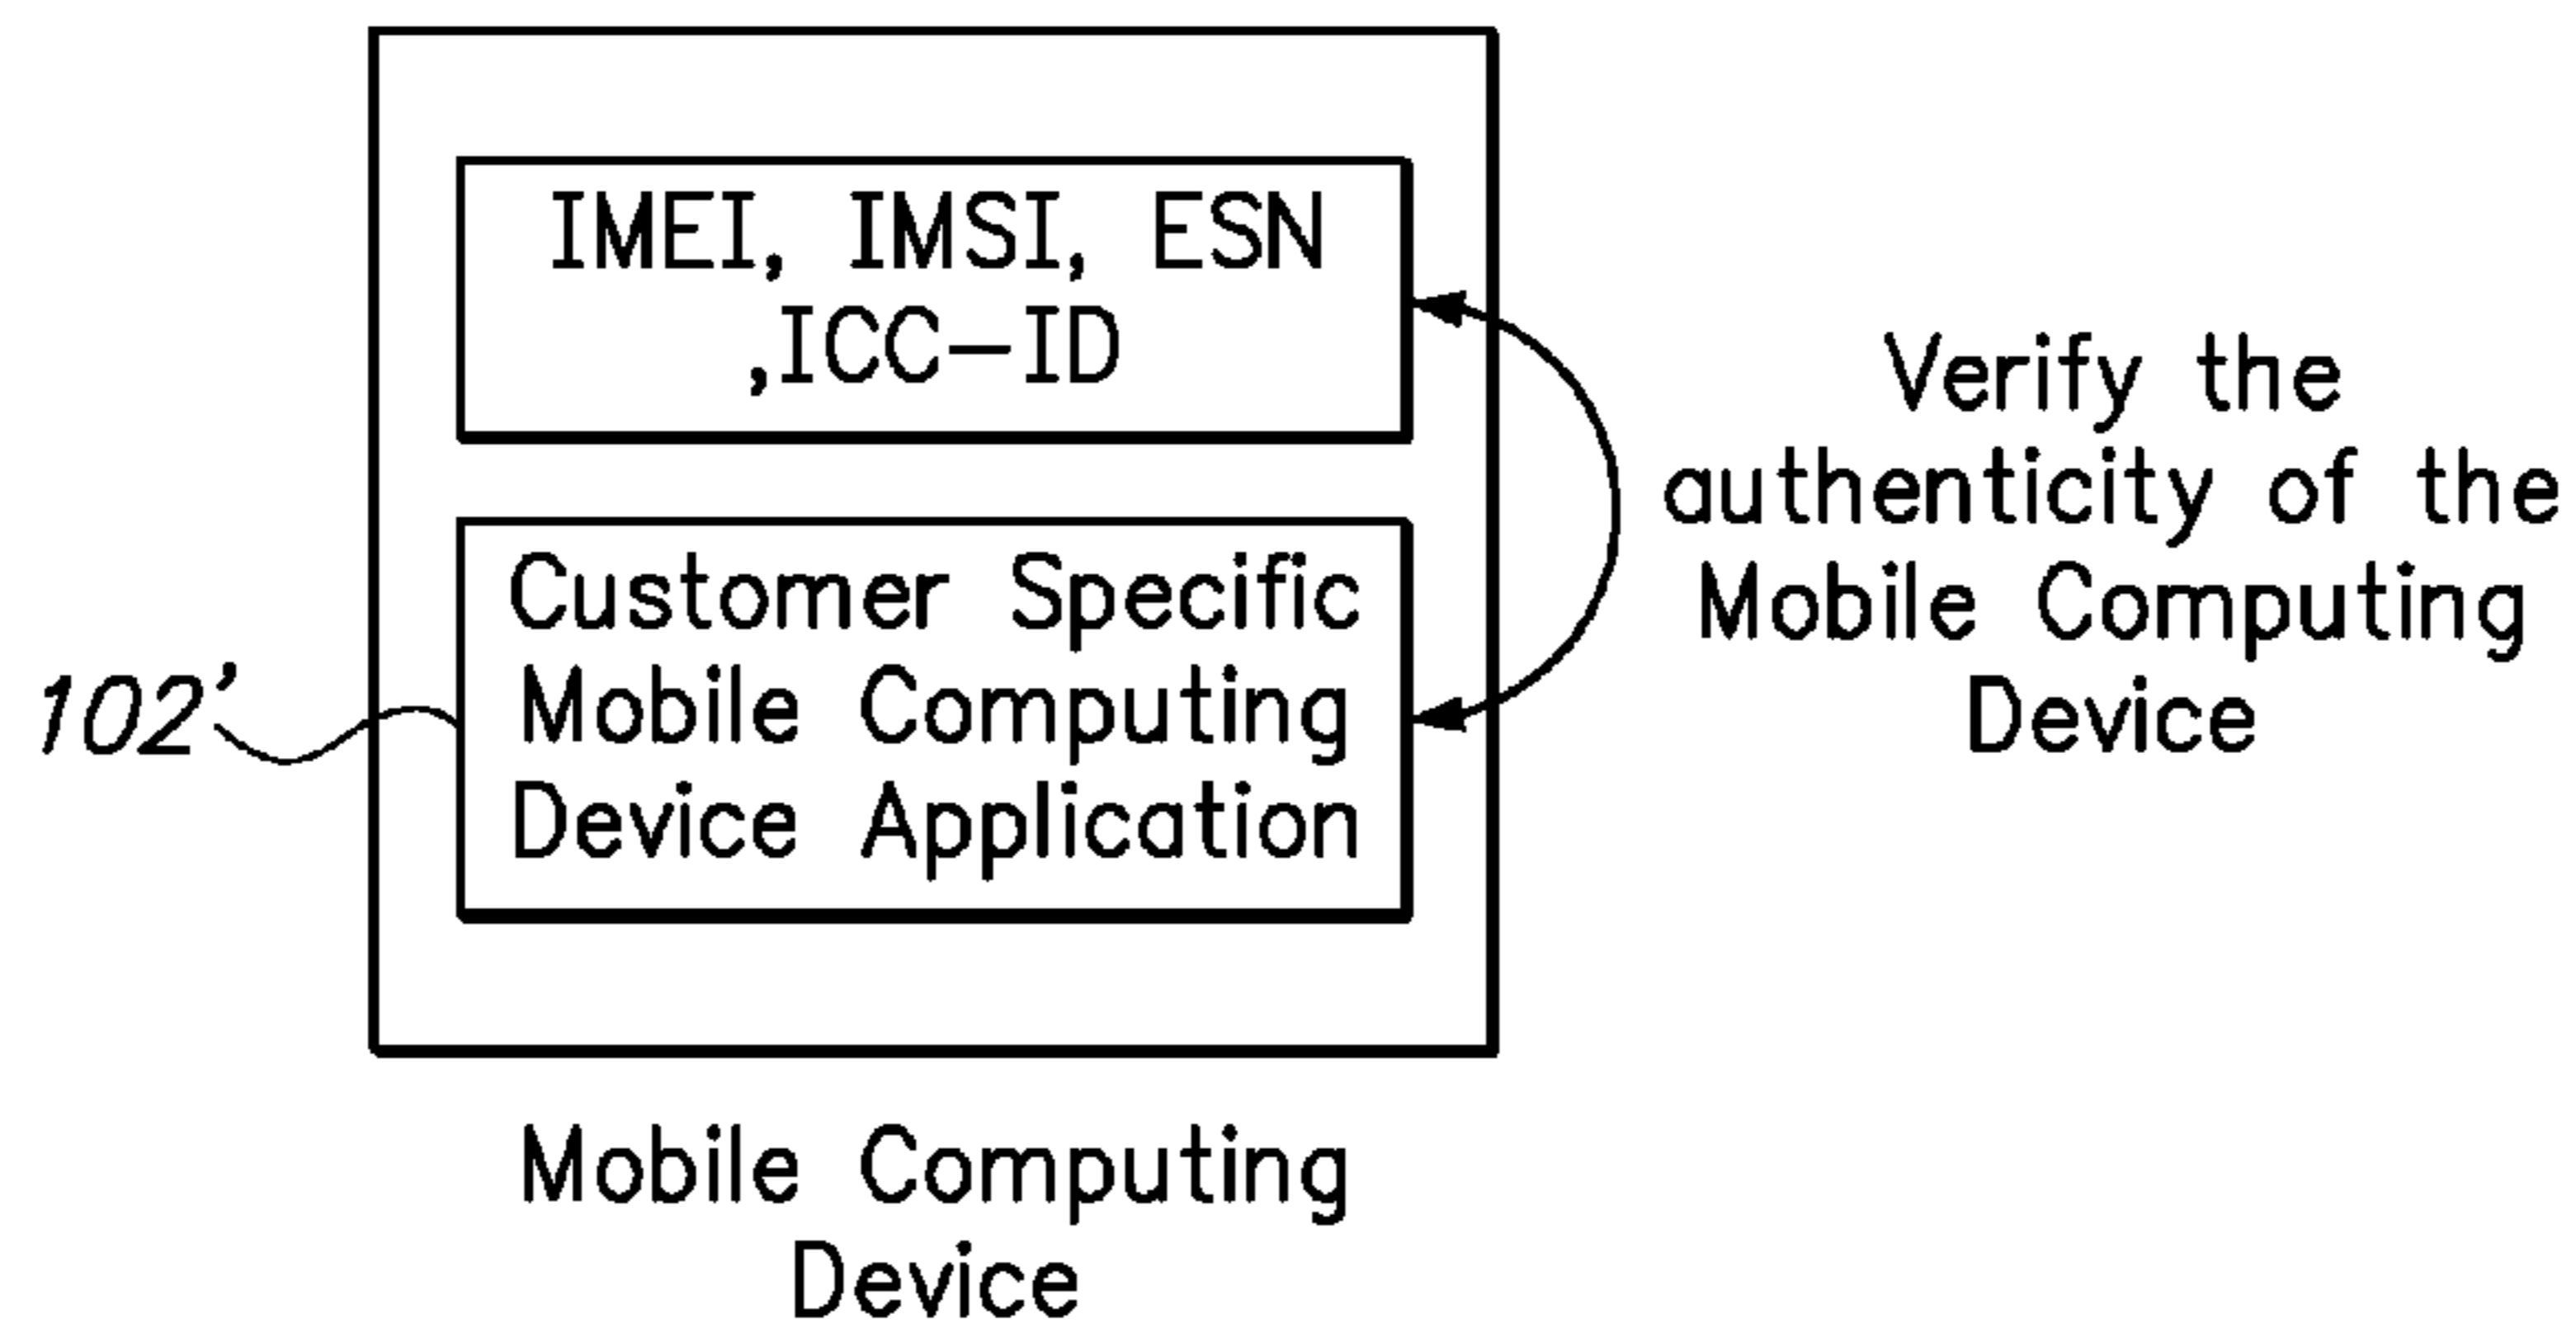 IMEI, IMSI, ESN
,ICC-ID
Customer Specific
Mobile Computing
Device Application
102'
Verify the
authenticity of the
Mobile Computing
Device
Mobile Computing
Device